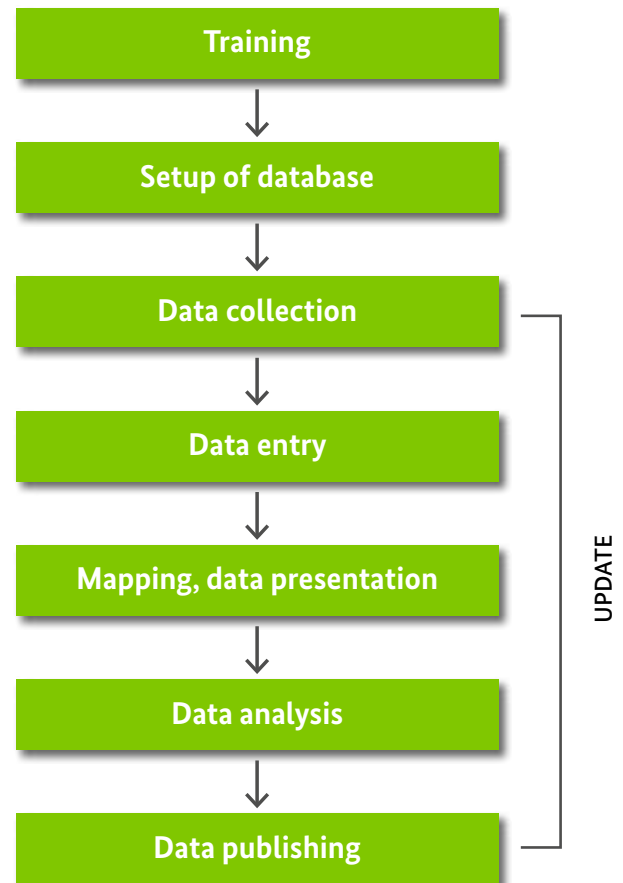 Training
Setup of database
Data collection
Data entry
Mapping, data presentation
Data analysis
Data publishing
UPDATE